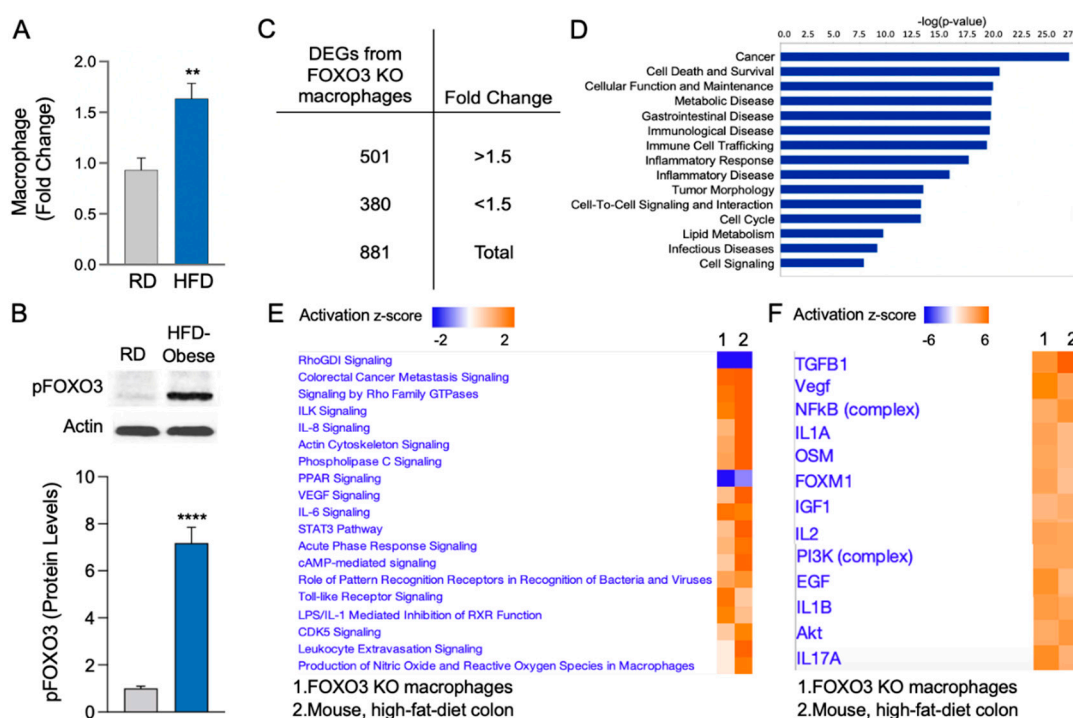 A
Macrophage
(Fold Change)
2.0
1.5
1.0
0.5
0.0
**
RD
HFD
B
RD
HFD-
Obese
pFOXO3
Actin
pFOXO3 (Protein Levels)
10
8
6
4
2
0
****
C
DEGs from
FOXO3 KO
macrophages
Fold Change
501 >1.5
380 <1.5
881 Total
D
-log(p-value)
0.0 2.5 5.0 7.5 10.0 12.5 15.0 17.5 20.0 22.5 25.0 27
Cancer
Cell Death and Survival
Cellular Function and Maintenance
Metabolic Disease
Gastrointestinal Disease
Immunological Disease
Immune Cell Trafficking
Inflammatory Response
Inflammatory Disease
Tumor Morphology
Cell-To-Cell Signaling and Interaction
Cell Cycle
Lipid Metabolism
Infectious Diseases
Cell Signaling
E
Activation z-score
-2 2
1 2
RhoGDI Signaling
Colorectal Cancer Metastasis Signaling
Signaling by Rho Family GTPases
ILK Signaling
IL-8 Signaling
Actin Cytoskeleton Signaling
Phospholipase C Signaling
PPAR Signaling
VEGF Signaling
IL-6 Signaling
STAT3 Pathway
Acute Phase Response Signaling
cAMP-mediated signaling
Role of Pattern Recognition Receptors in Recognition of Bacteria and Viruses
Toll-like Receptor Signaling
LPS/IL-1 Mediated Inhibition of RXR Function
CDK5 Signaling
Leukocyte Extravasation Signaling
Production of Nitric Oxide and Reactive Oxygen Species in Macrophages
1.FOXO3 KO macrophages
2.Mouse, high-fat-diet colon
F
Activation z-score
-6 6
1 2
TGFB1
Vegf
NFkB (complex)
IL1A
OSM
FOXM1
IGF1
IL2
PI3K (complex)
EGF
IL1B
Akt
IL17A
1.FOXO3 KO macrophages
2.Mouse, high-fat-diet colon